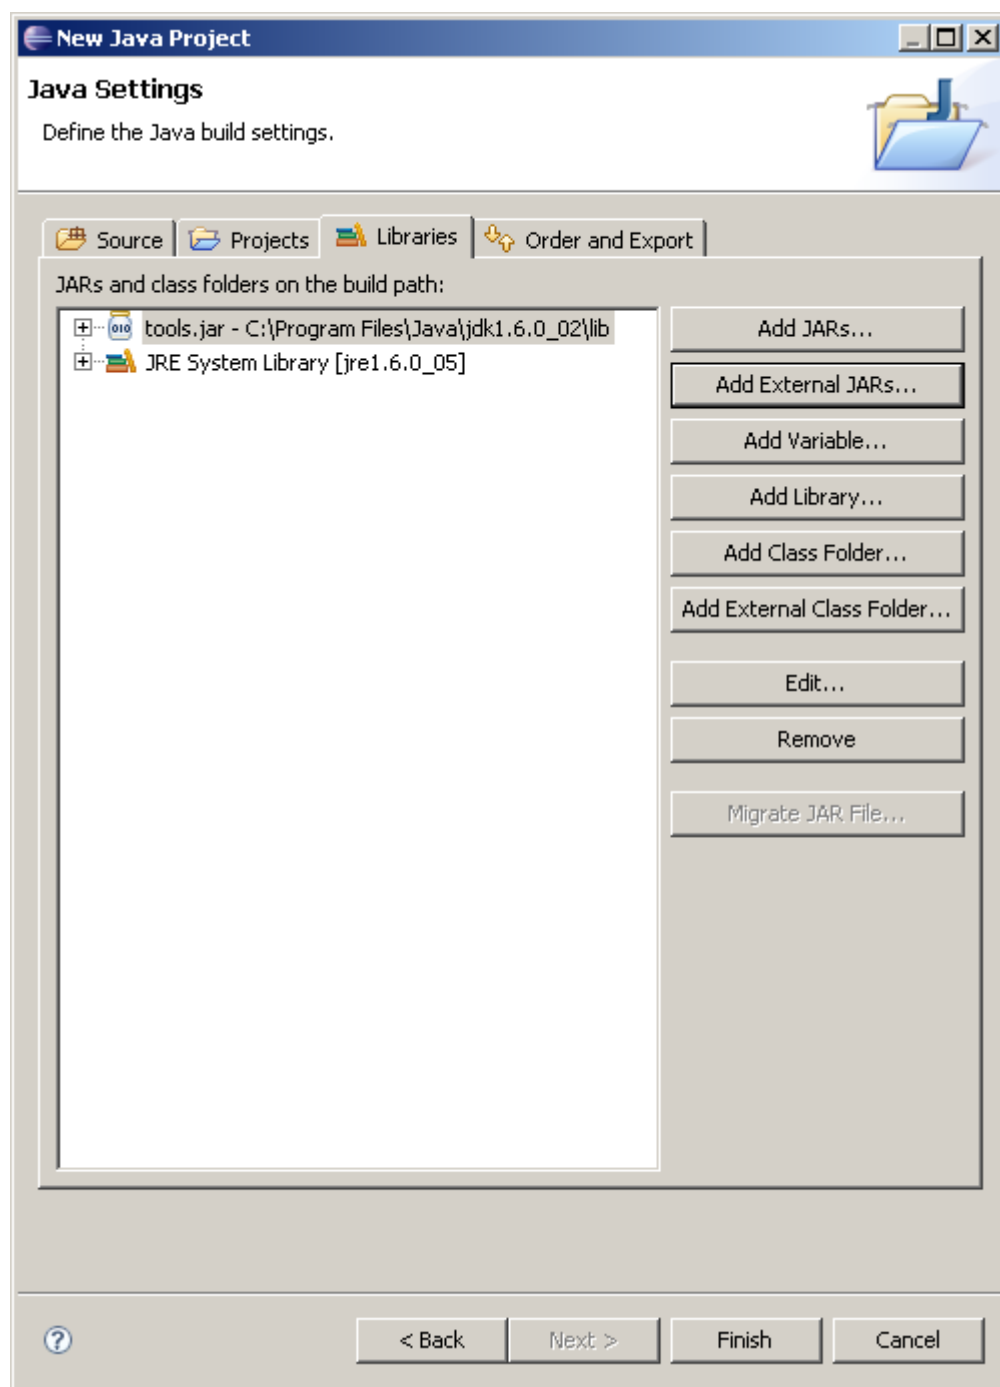 New Java Project
Java Settings
Define the Java build settings.
Source Projects Libraries Order and Export
JARs and class folders on the build path:
tools.jar - C:\Program Files\Java\jdk1.6.0_02\lib
JRE System Library [jre1.6.0_05]
Add JARs...
Add External JARs...
Add Variable...
Add Library...
Add Class Folder...
Add External Class Folder...
Edit...
Remove
Migrate JAR File...
< Back Next > Finish Cancel